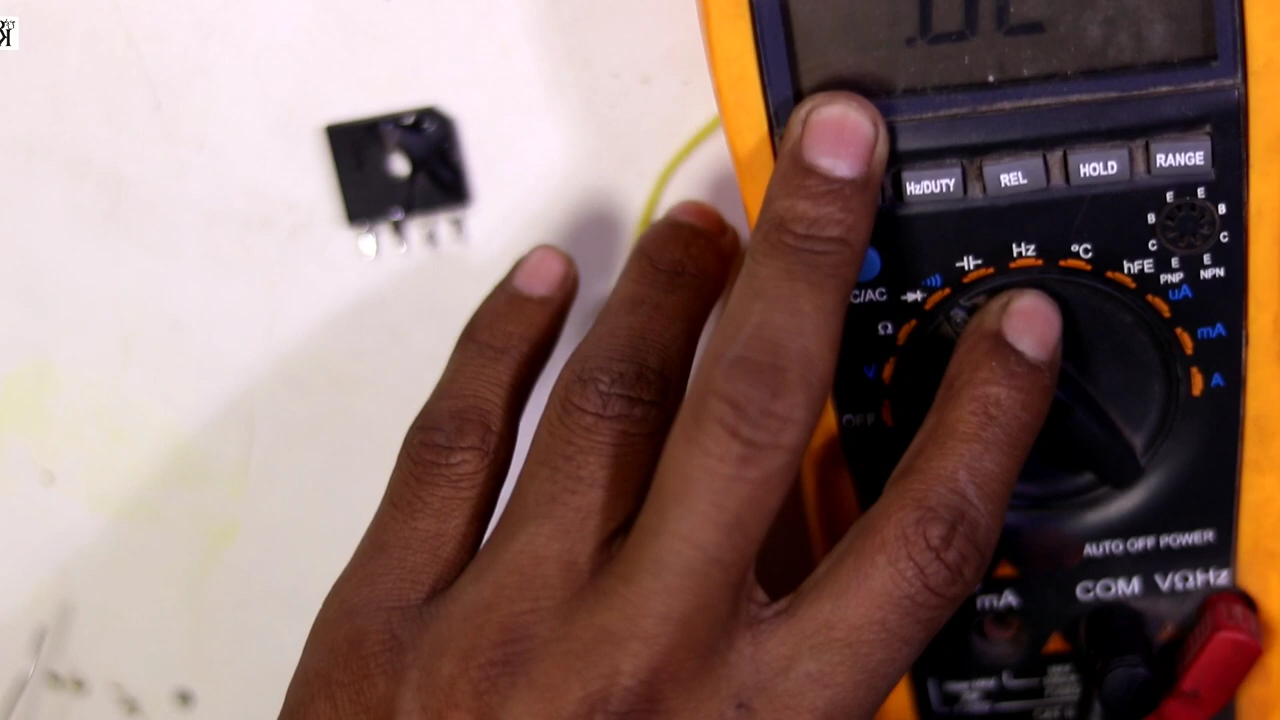 .0L
Hz/DUTY REL HOLD RANGE
E E
B B
C C
E E
PNP NPN
Hz °C hFE
C/AC
uA
Ω mA
V A
OFF
AUTO OFF POWER
mA COM VΩHz